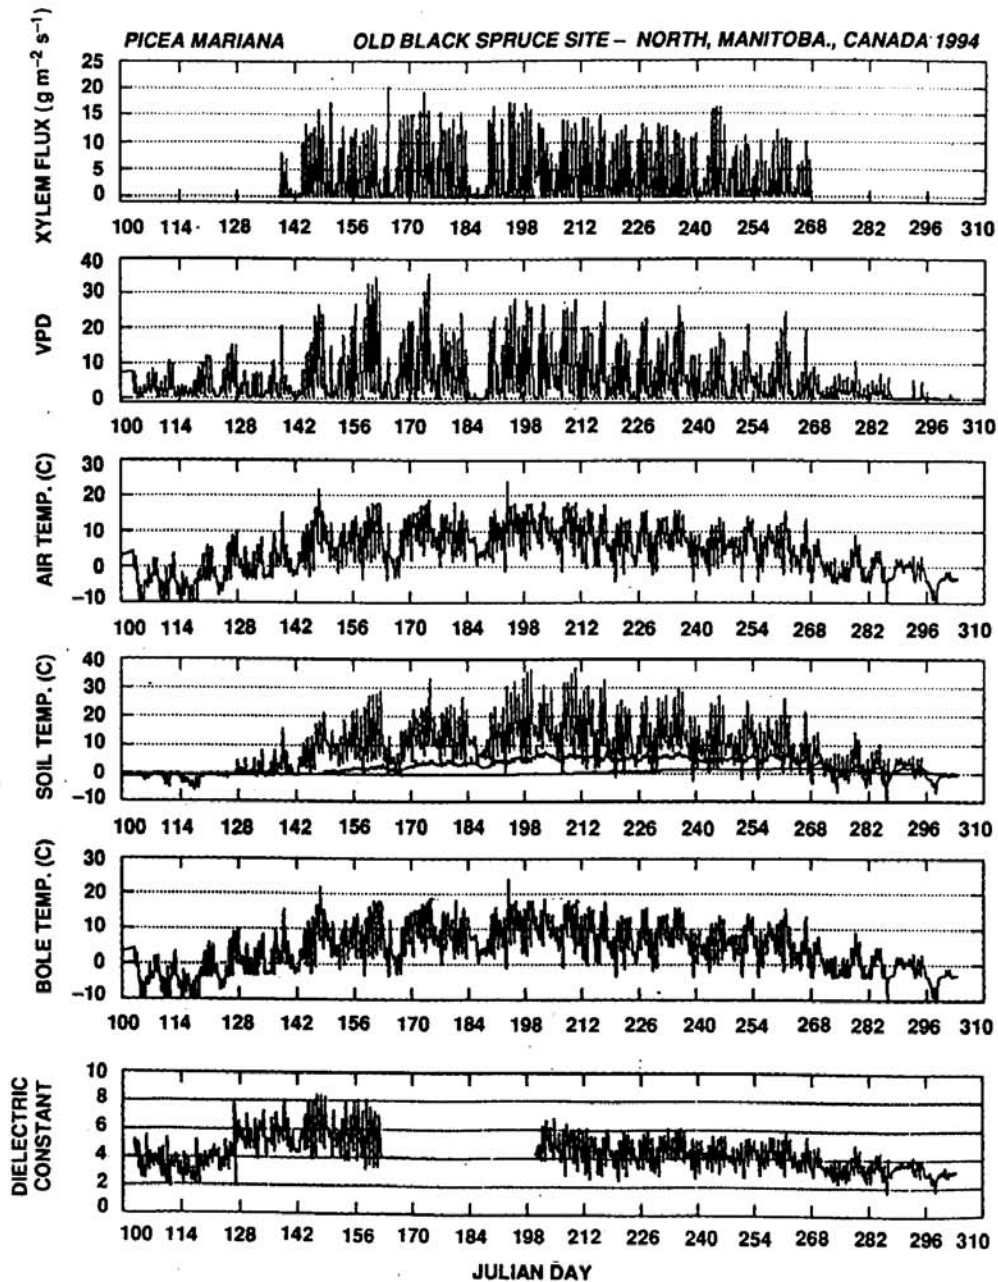 PICEA MARIANA OLD BLACK SPRUCE SITE – NORTH, MANITOBA., CANADA 1994
XYLEM FLUX (g m⁻² s⁻¹)
25
20
15
10
5
0
100 114 128 142 156 170 184 198 212 226 240 254 268 282 296 310
VPD
40
30
20
10
0
100 114 128 142 156 170 184 198 212 226 240 254 268 282 296 310
AIR TEMP. (C)
30
20
10
0
−10
100 114 128 142 156 170 184 198 212 226 240 254 268 282 296 310
SOIL TEMP. (C)
40
30
20
10
0
−10
100 114 128 142 156 170 184 198 212 226 240 254 268 282 296 310
BOLE TEMP. (C)
30
20
10
0
−10
100 114 128 142 156 170 184 198 212 226 240 254 268 282 296 310
DIELECTRIC
CONSTANT
10
8
6
4
2
0
100 114 128 142 156 170 184 198 212 226 240 254 268 282 296 310
JULIAN DAY